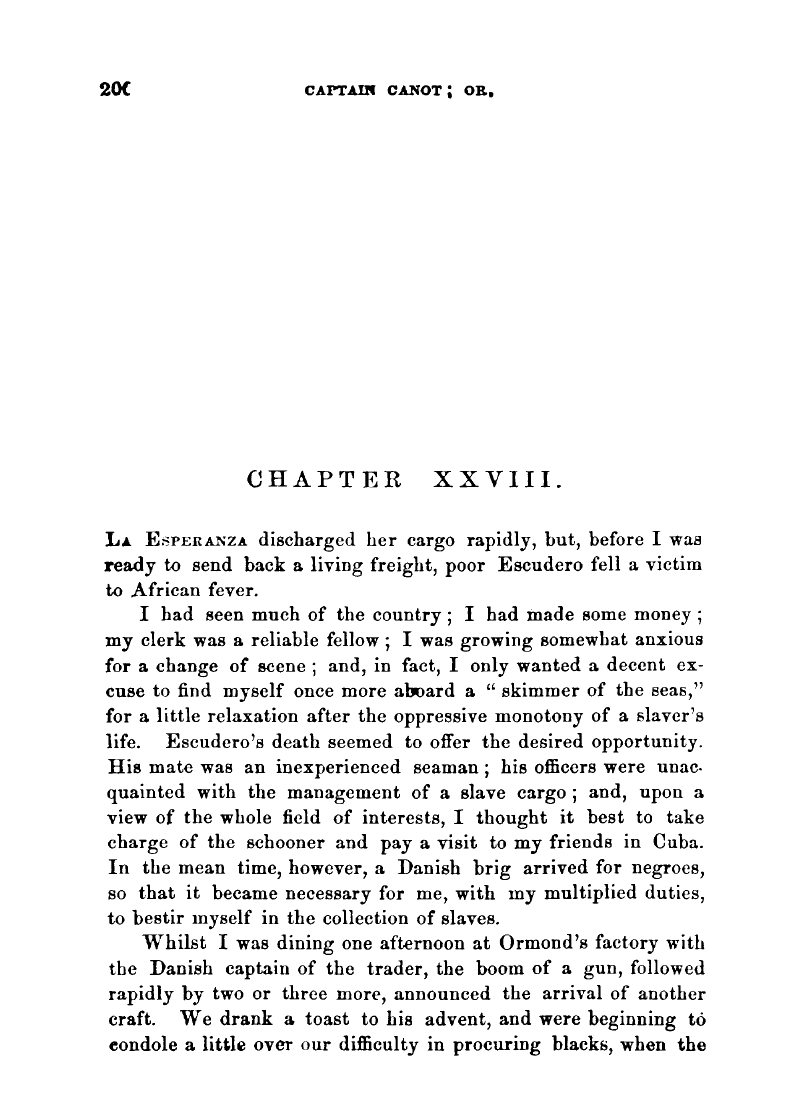 CAPTAIN CANOT; OR,
CHAPTER XXVIII.
LA ESPERANZA discharged her cargo rapidly, but, before I was
ready to send back a living freight, poor Escudero fell a victim
to African fever.
I had seen much of the country; I had made some money;
my clerk was a reliable fellow; I was growing somewhat anxious
for a change of scene; and, in fact, I only wanted a decent ex-
cuse to find myself once more aboard a "skimmer of the seas,"
for a little relaxation after the oppressive monotony of a slaver's
life. Escudero's death seemed to offer the desired opportunity.
His mate was an inexperienced seaman; his officers were unac-
quainted with the management of a slave cargo; and, upon a
view of the whole field of interests, I thought it best to take
charge of the schooner and pay a visit to my friends in Cuba.
In the mean time, however, a Danish brig arrived for negroes,
so that it became necessary for me, with my multiplied duties,
to bestir myself in the collection of slaves.
Whilst I was dining one afternoon at Ormond's factory with
the Danish captain of the trader, the boom of a gun, followed
rapidly by two or three more, announced the arrival of another
craft. We drank a toast to his advent, and were beginning to
condole a little over our difficulty in procuring blacks, when the